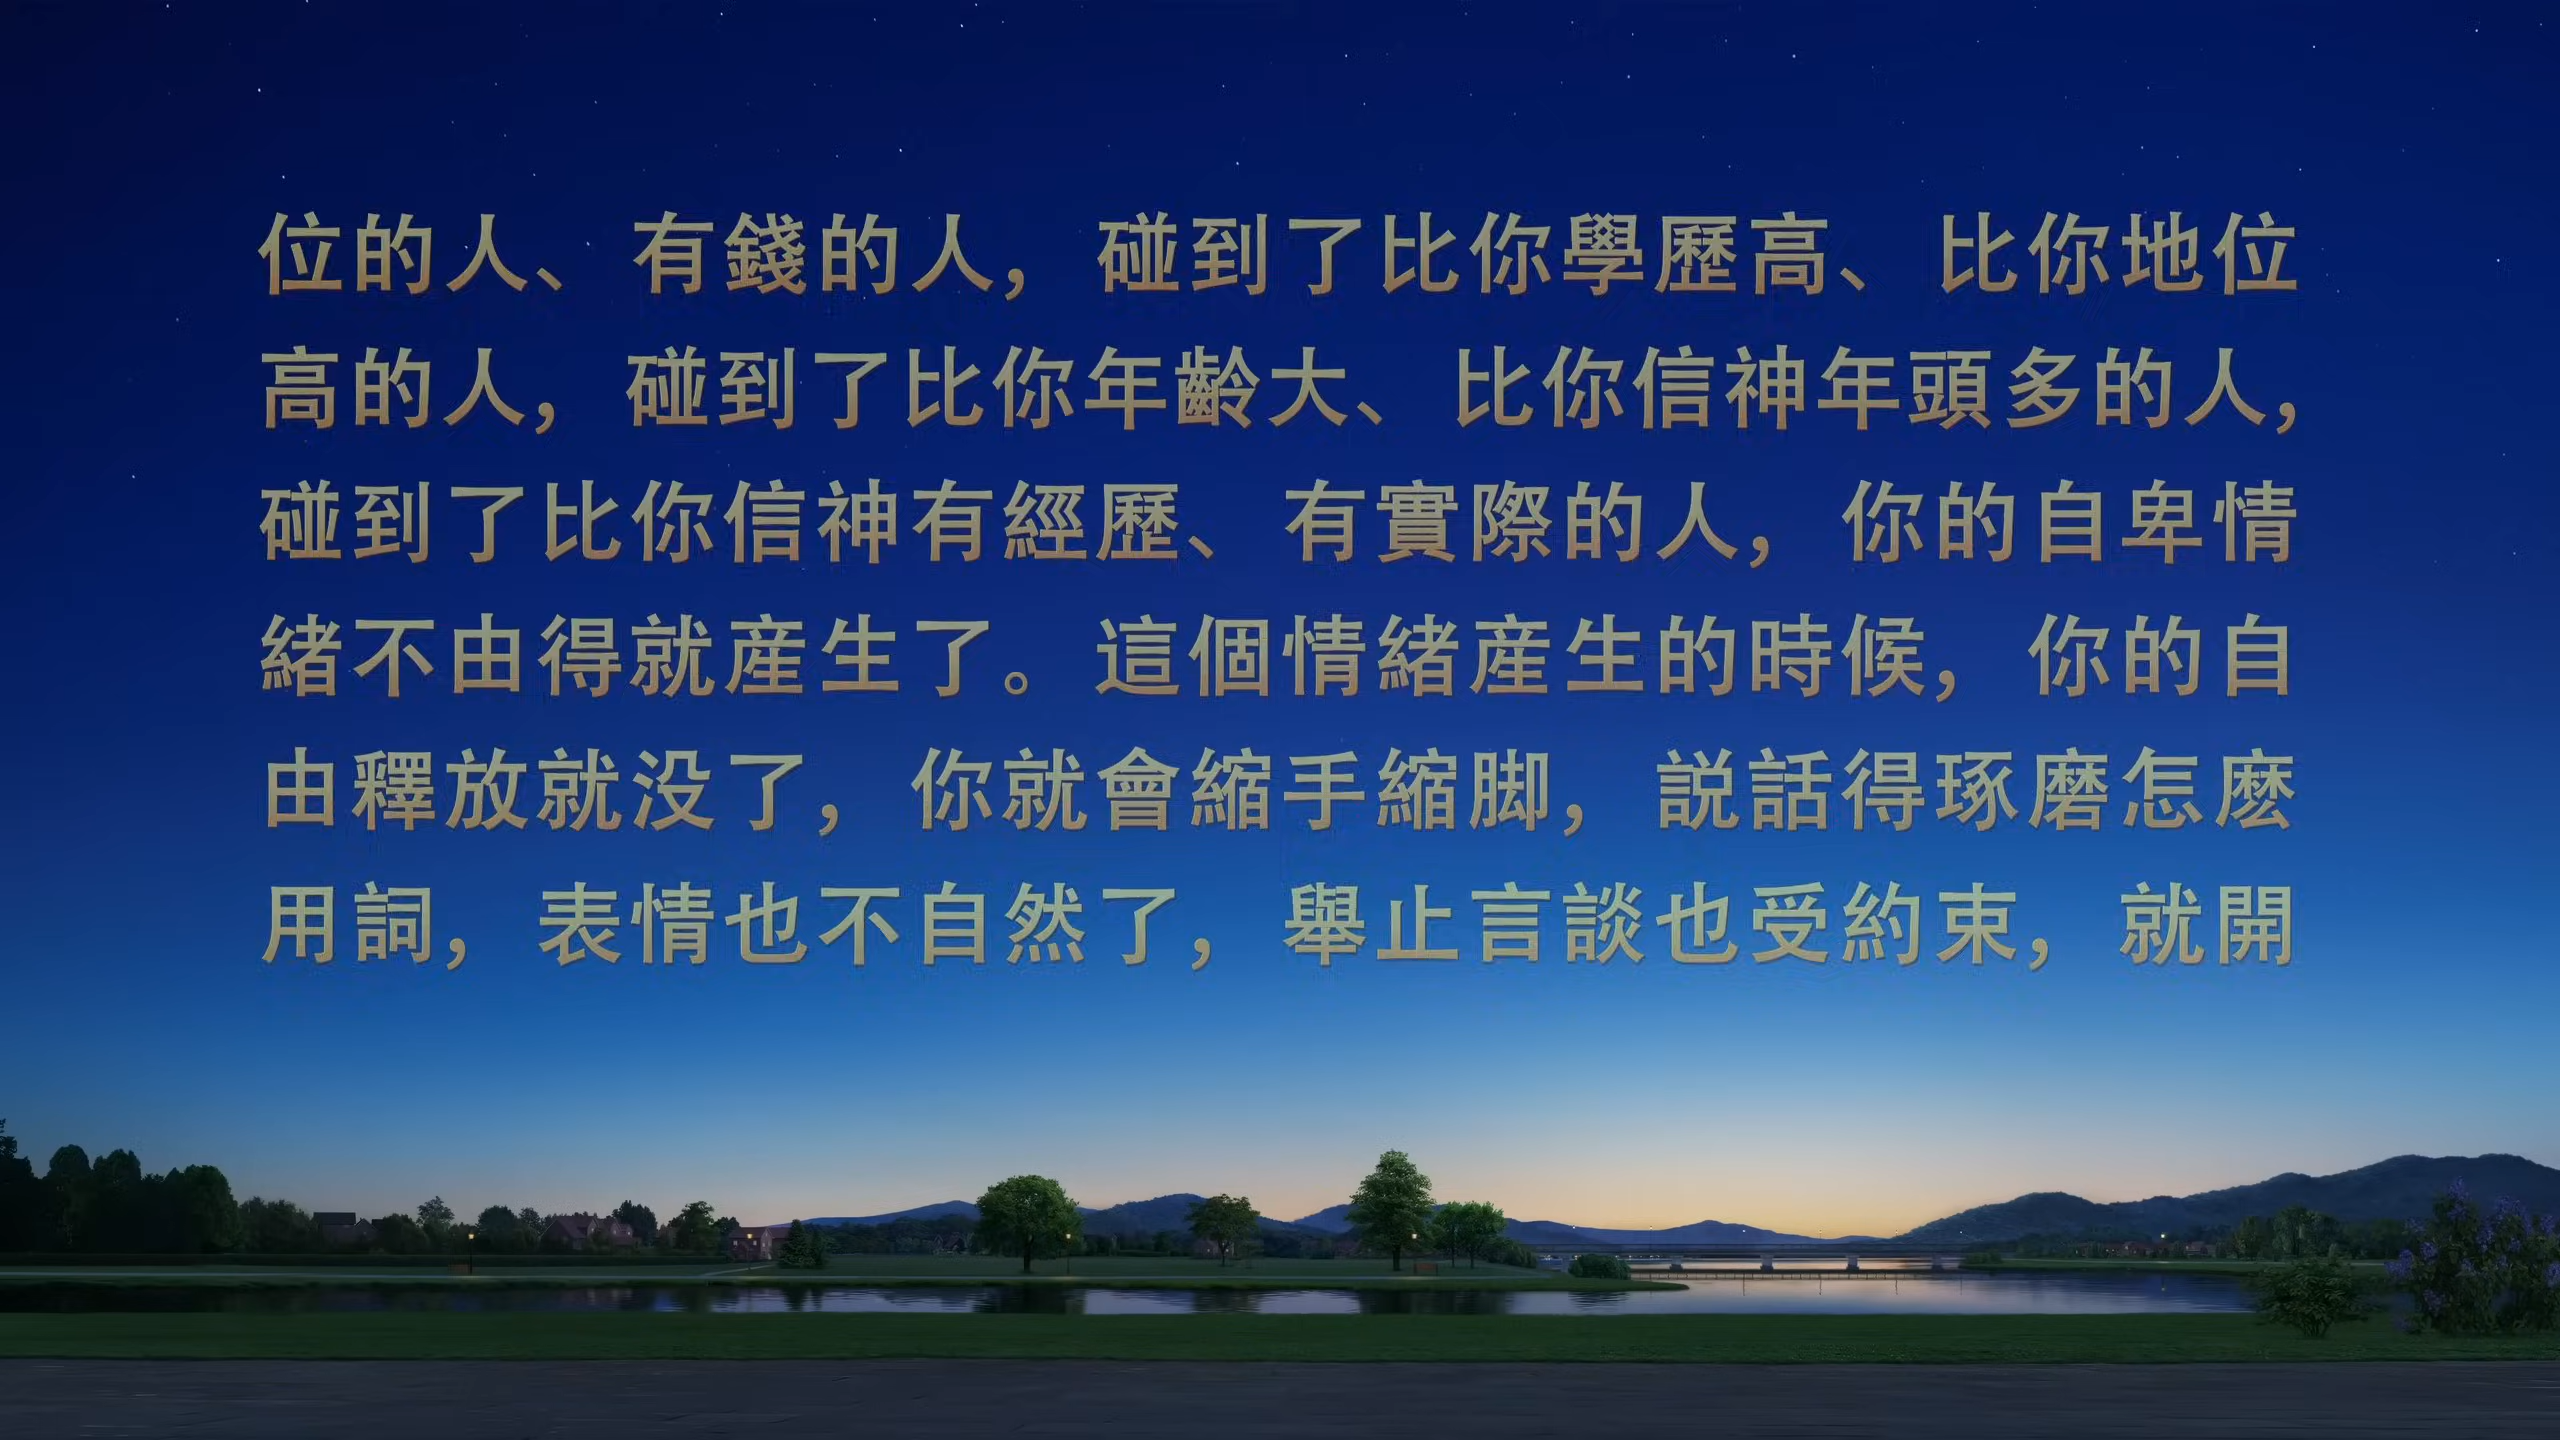 位的人、有錢的人，碰到了比你學歷高、比你地位
高的人，碰到了比你年齡大、比你信神年頭多的人，
碰到了比你信神有經歷、有實際的人，你的自卑情
緒不由得就産生了。這個情緒産生的時候，你的自
由釋放就没了，你就會縮手縮脚，説話得琢磨怎麽
用詞，表情也不自然了，舉止言談也受約束，就開